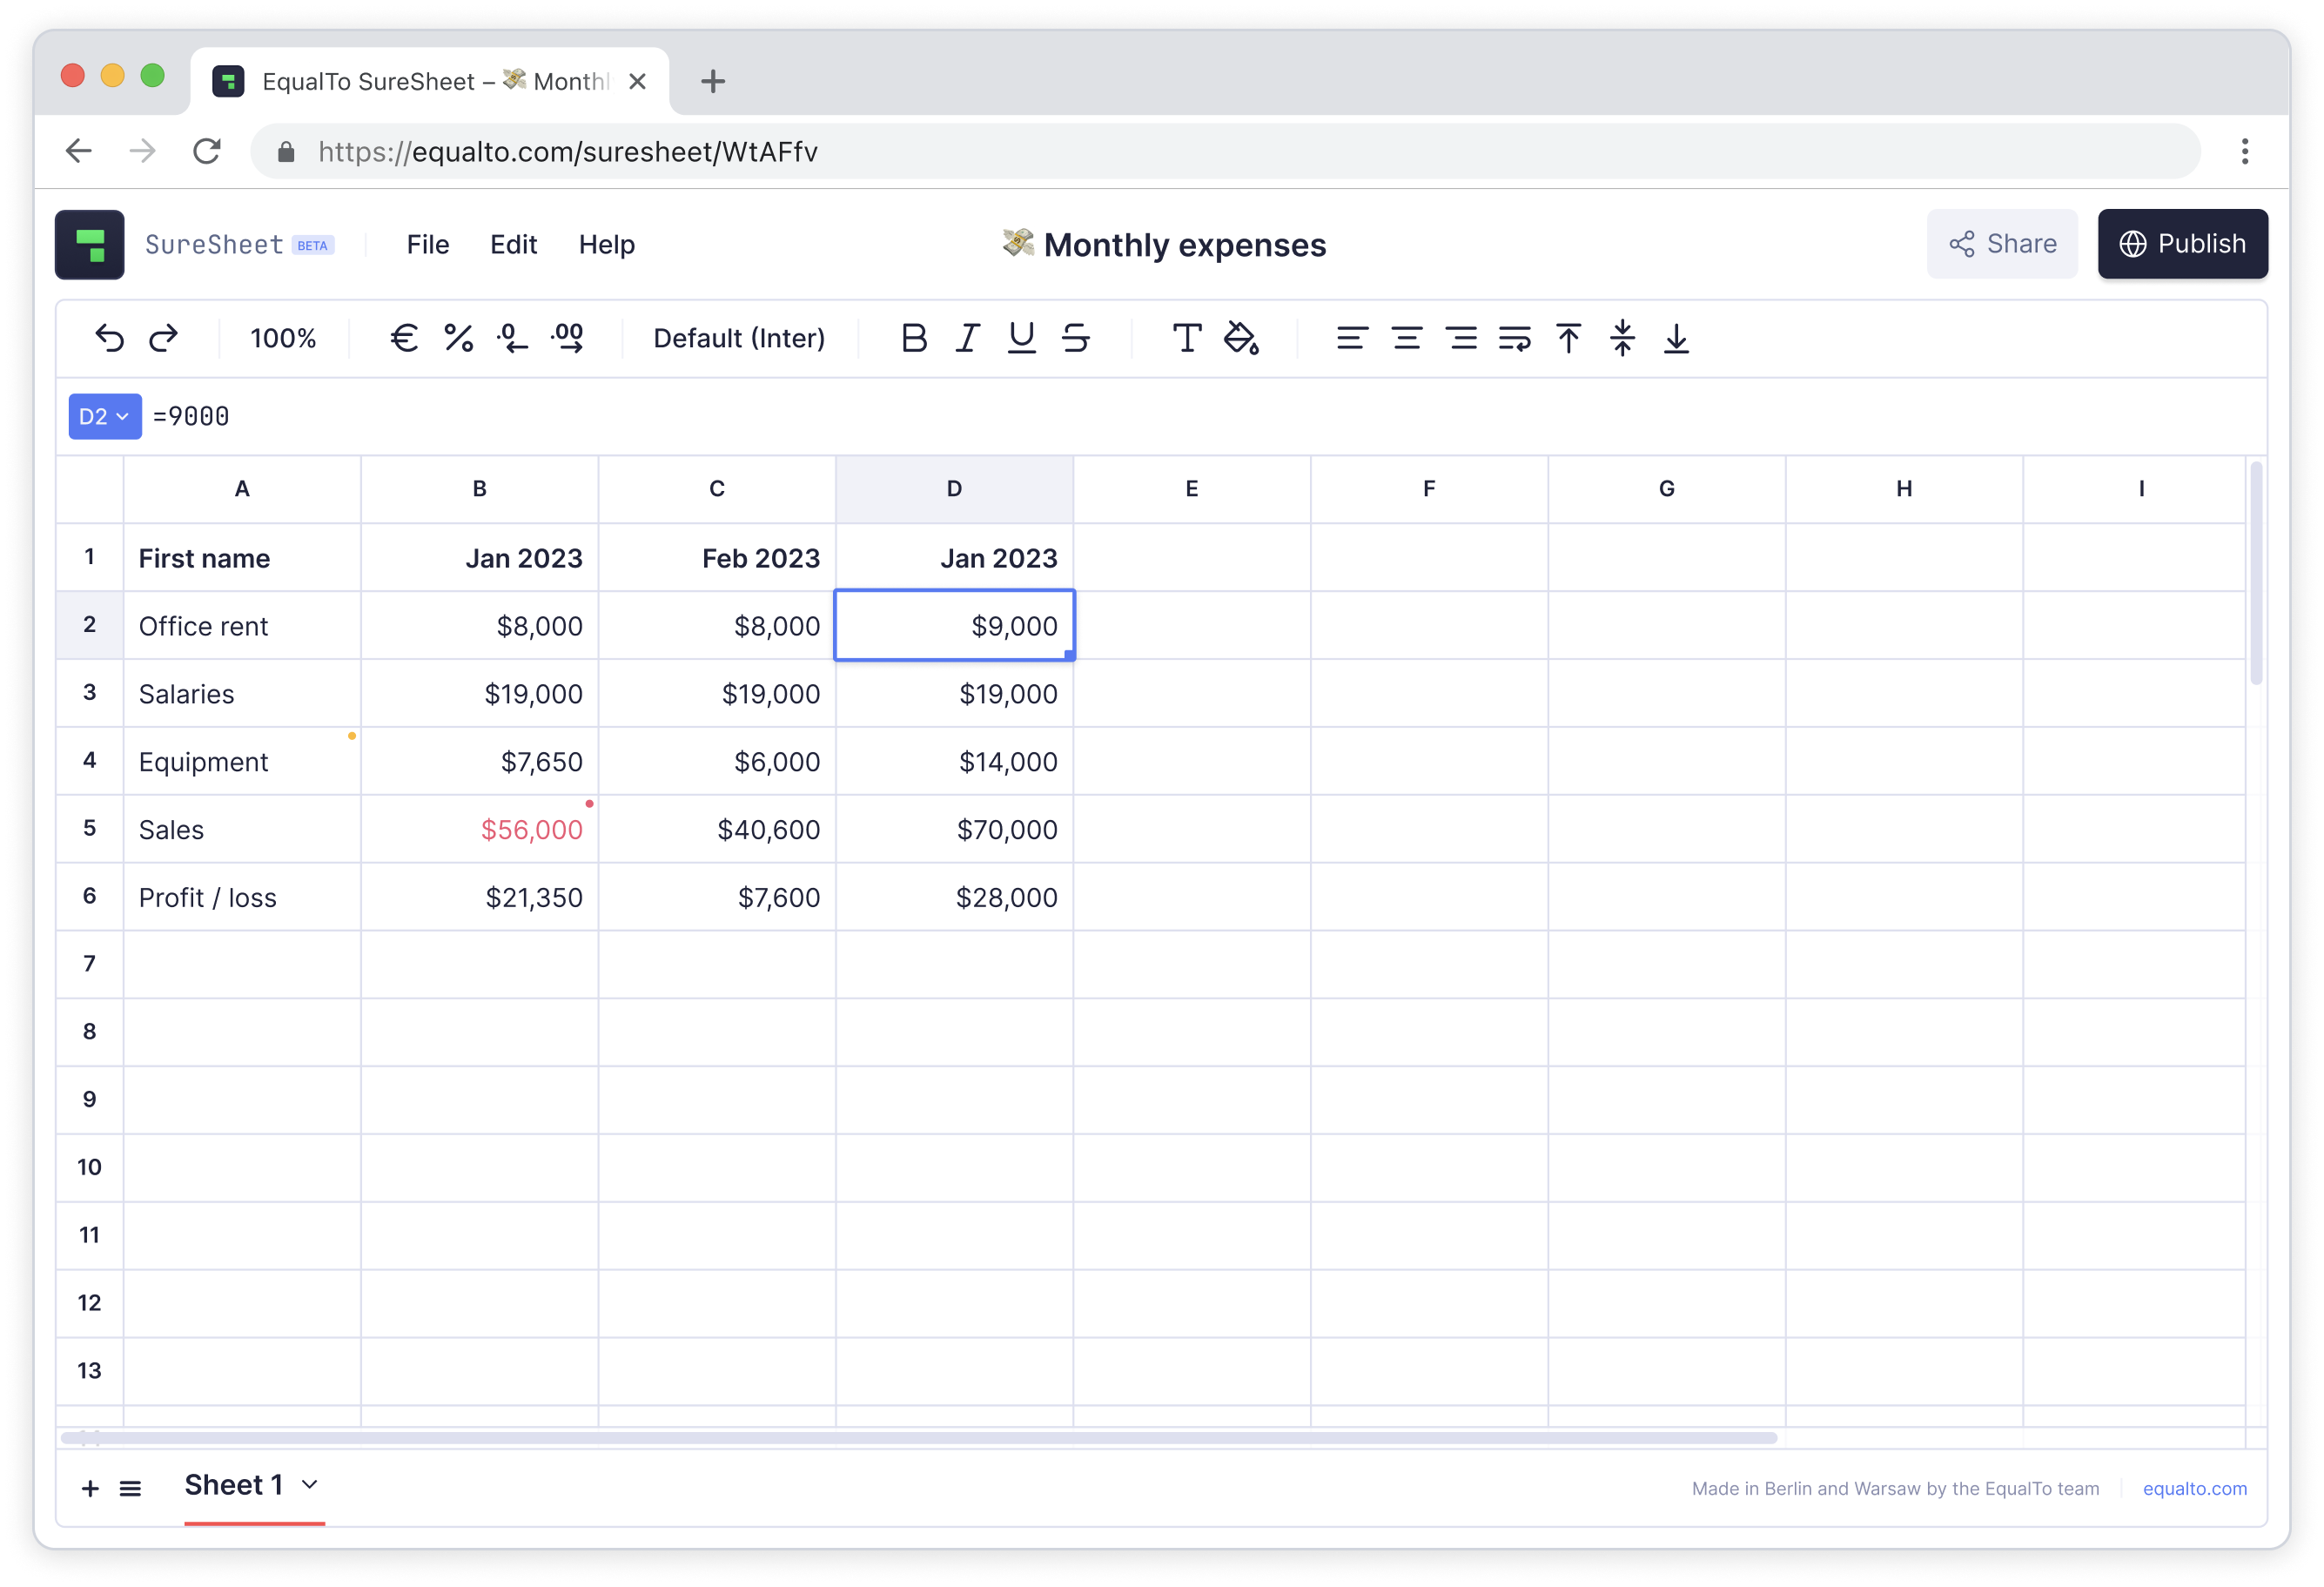 EqualTo SureSheet – 💸 Monthl
https://equalto.com/suresheet/WtAFfv
SureSheet BETA File Edit Help 💸 Monthly expenses Share Publish
100% € % .0 .00 Default (Inter) B I U S T
D2 =9000
A B C D E F G H I
1 First name Jan 2023 Feb 2023 Jan 2023
2 Office rent $8,000 $8,000 $9,000
3 Salaries $19,000 $19,000 $19,000
4 Equipment $7,650 $6,000 $14,000
5 Sales $56,000 $40,600 $70,000
6 Profit / loss $21,350 $7,600 $28,000
7
8
9
10
11
12
13
Sheet 1 Made in Berlin and Warsaw by the EqualTo team equalto.com